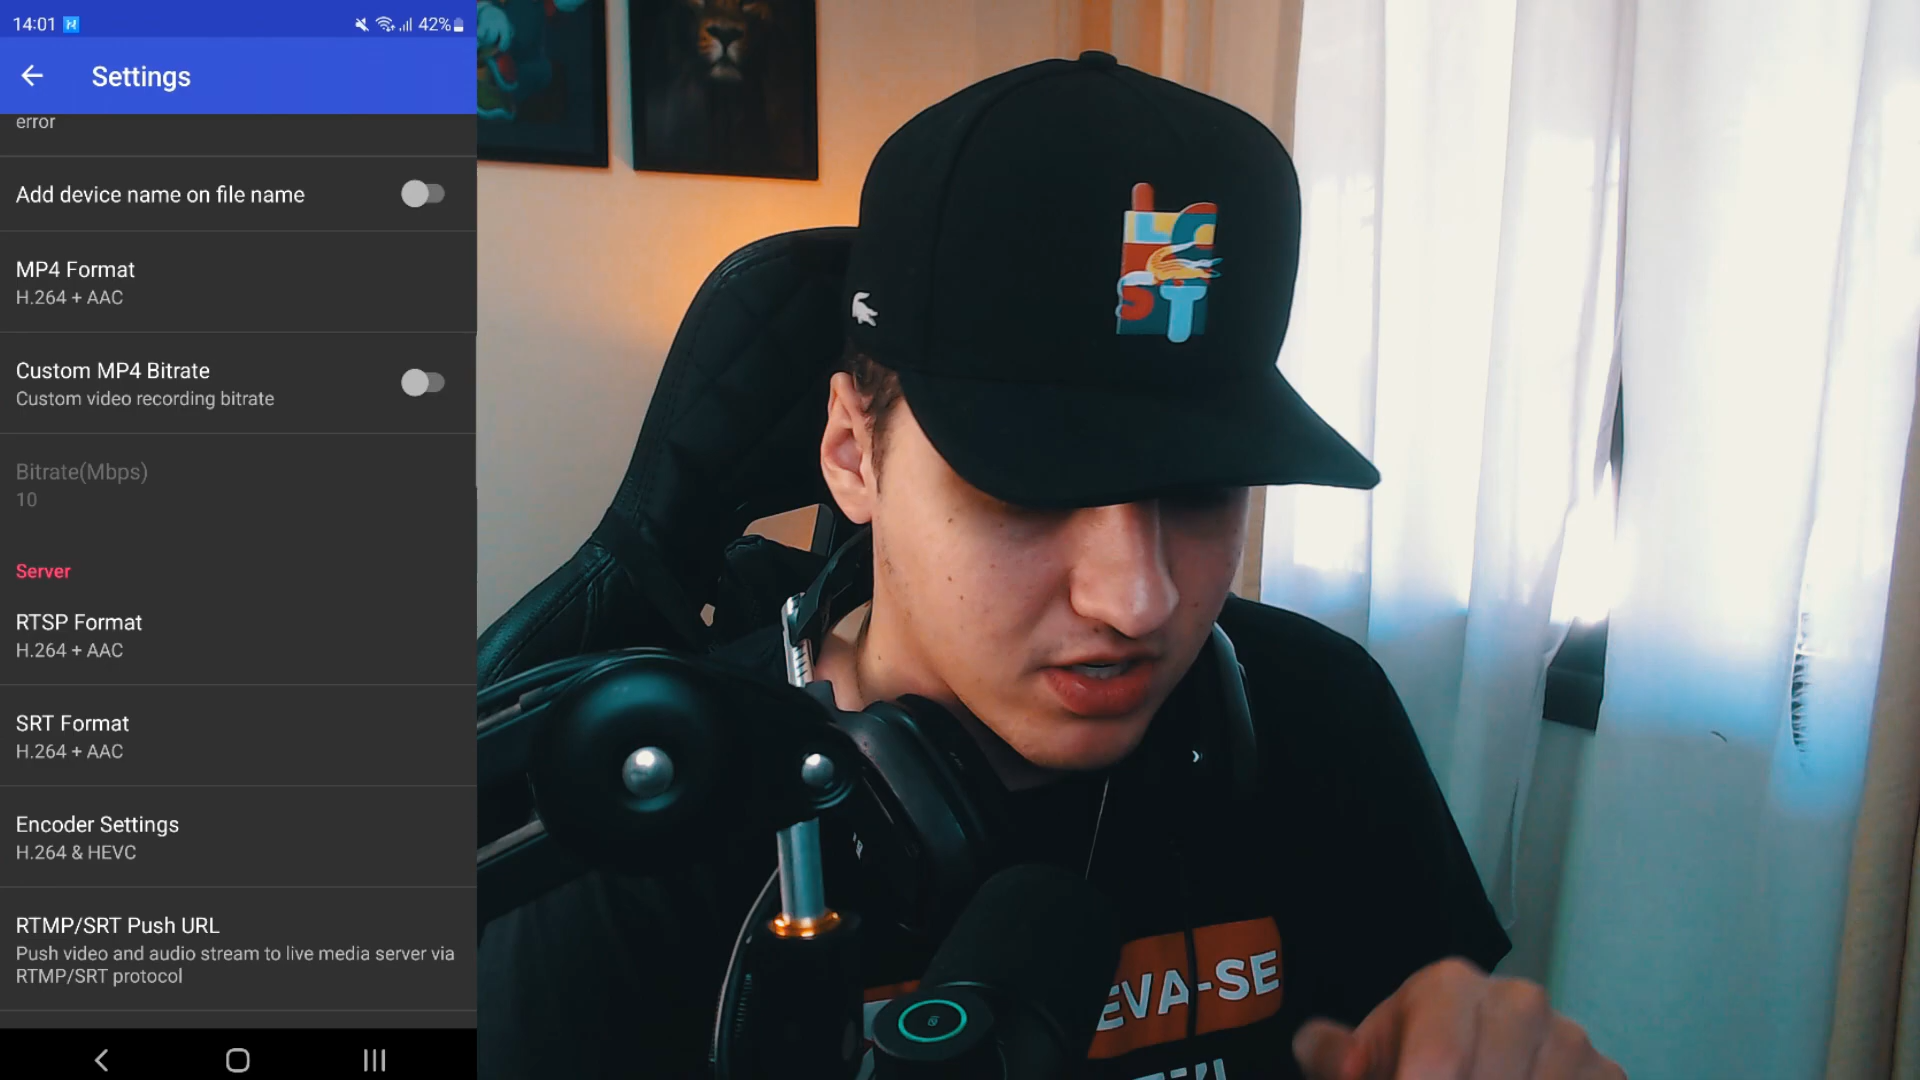 14:01
42%
Settings
error
Add device name on file name
MP4 Format
H.264 + AAC
Custom MP4 Bitrate
Custom video recording bitrate
Bitrate(Mbps)
10
Server
RTSP Format
H.264 + AAC
SRT Format
H.264 + AAC
Encoder Settings
H.264 & HEVC
RTMP/SRT Push URL
Push video and audio stream to live media server via
RTMP/SRT protocol
LCST
EVA-SE